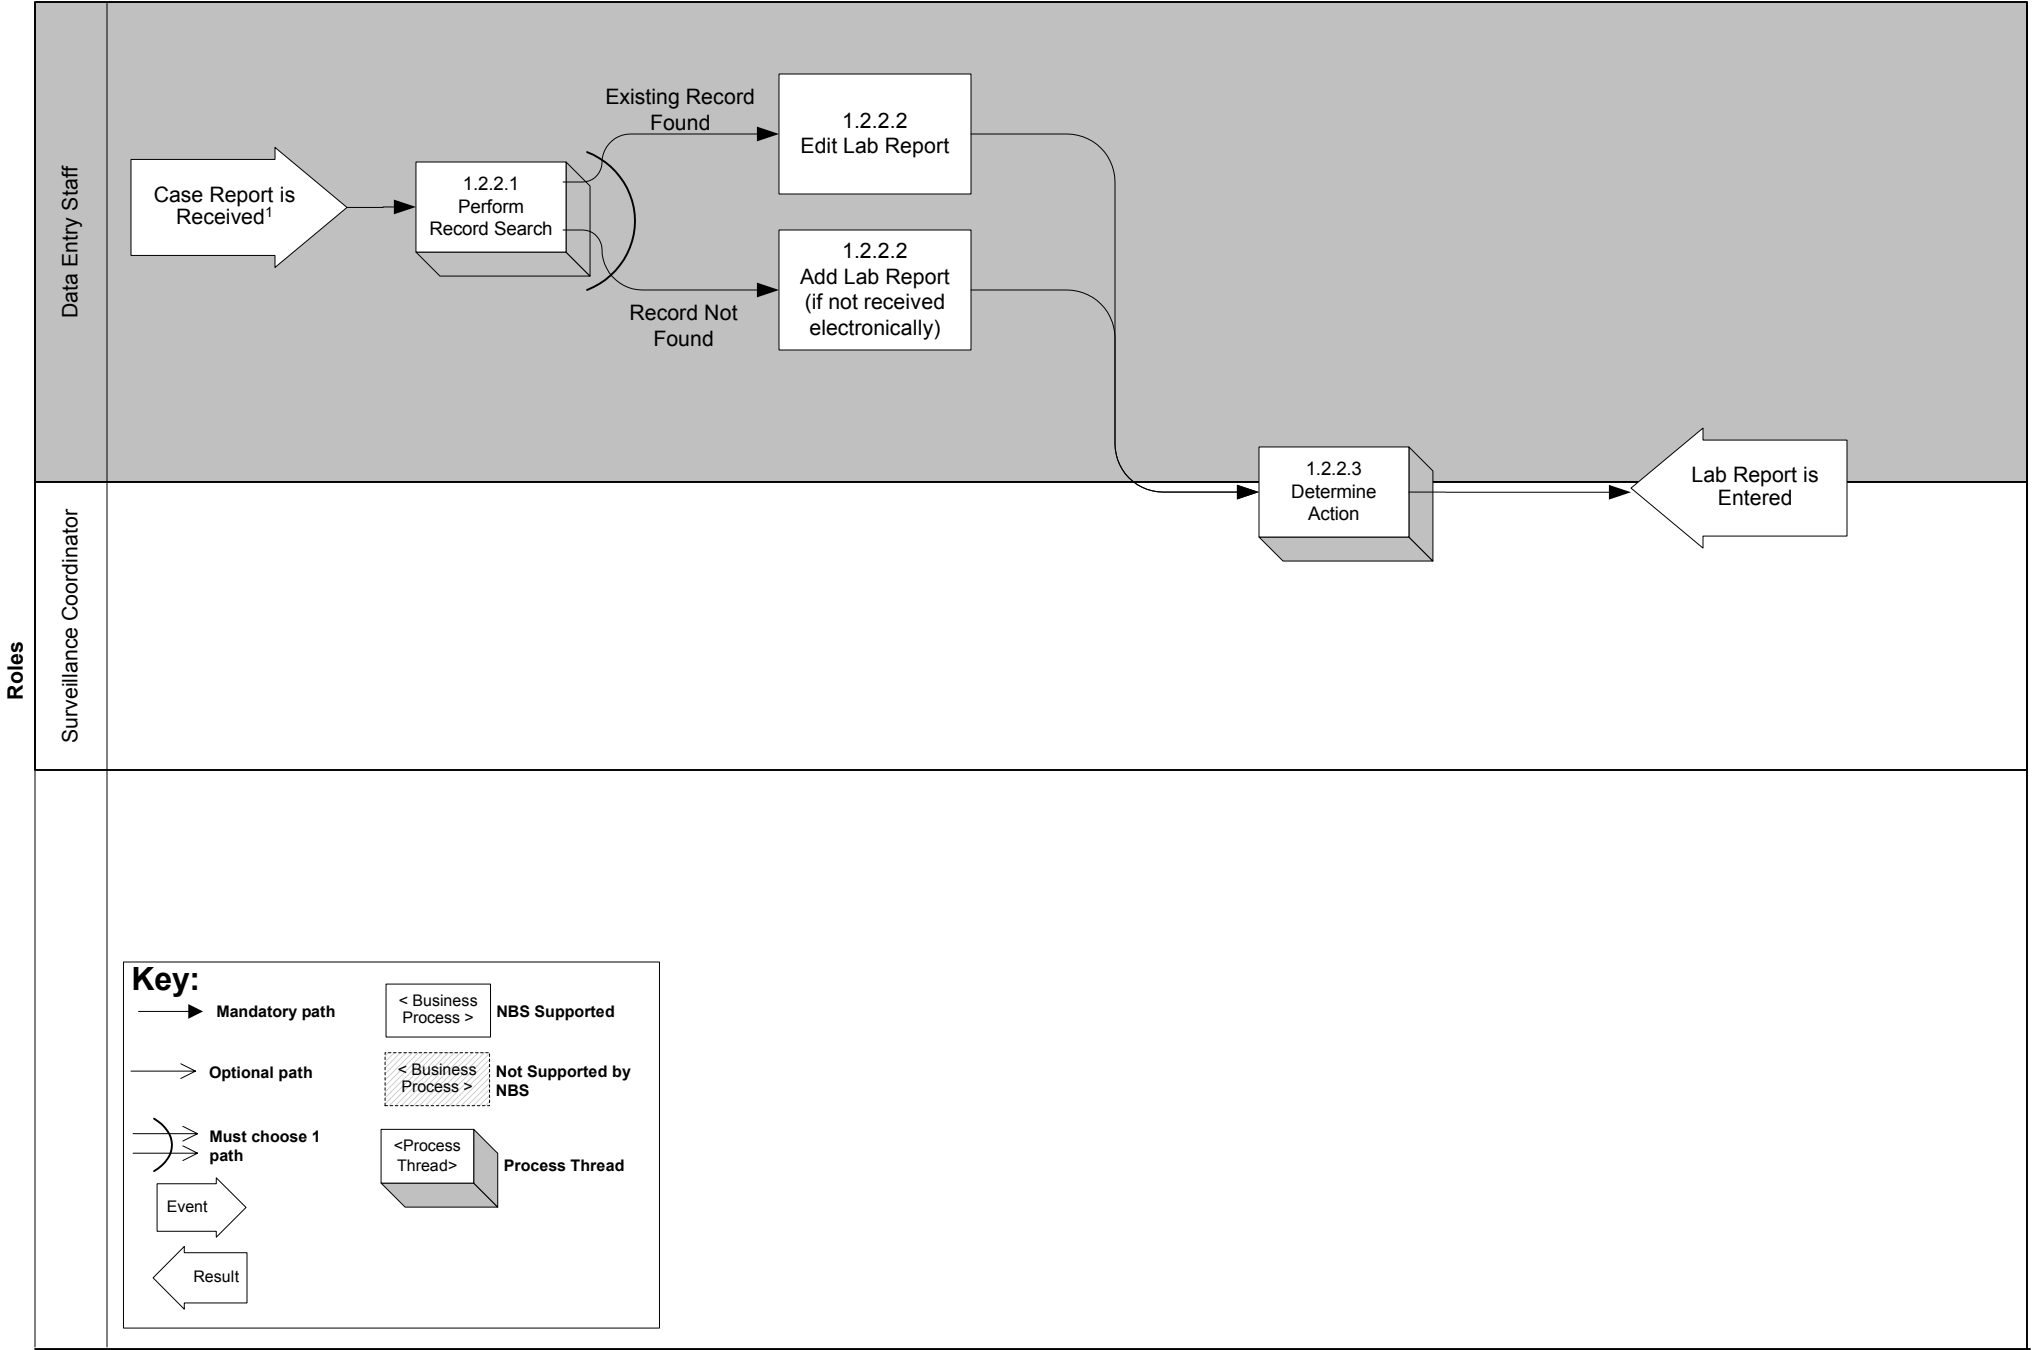 Roles
Data Entry Staff
Case Report is
Received1
1.2.2.1
Perform
Record Search
Existing Record
Found
Record Not
Found
1.2.2.2
Edit Lab Report
1.2.2.2
Add Lab Report
(if not received
electronically)
1.2.2.3
Determine
Action
Lab Report is
Entered
Surveillance Coordinator
Key:
Mandatory path
Optional path
Must choose 1
path
Event
Result
< Business
Process >
NBS Supported
< Business
Process >
Not Supported by
NBS
<Process
Thread>
Process Thread